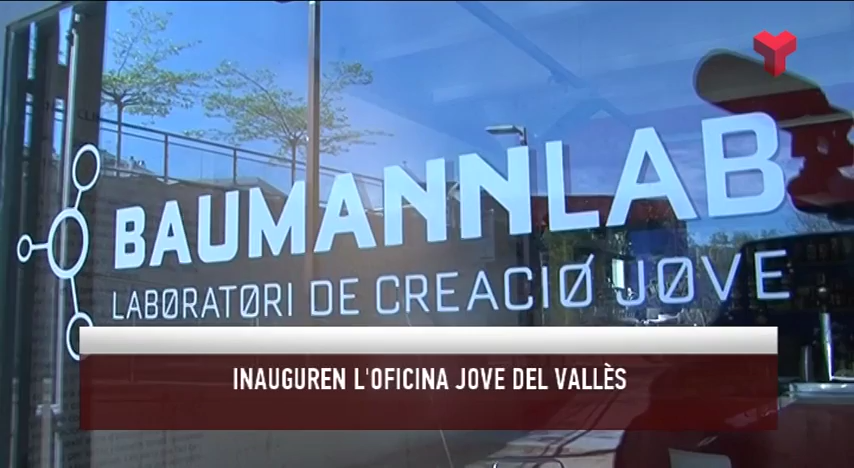 BAUMANNLAB
LABØRATØRI DE CREACIØ JØVE
INAUGUREN L'OFICINA JOVE DEL VALLÈS